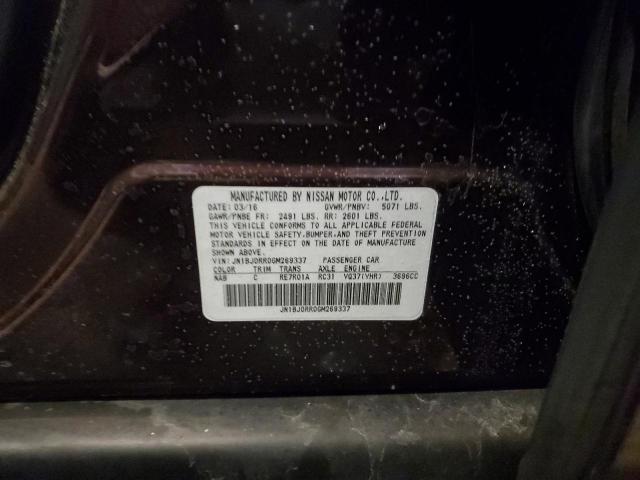 MANUFACTURED BY NISSAN MOTOR CO.,LTD.
DATE: 03/16 GVWR/PNBV: 5071 LBS.
GAWR/PNBE FR: 2491 LBS. RR: 2601 LBS.
THIS VEHICLE CONFORMS TO ALL APPLICABLE FEDERAL
MOTOR VEHICLE SAFETY,BUMPER,AND THEFT PREVENTION
STANDARDS IN EFFECT ON THE DATE OF MANUFACTURE
SHOWN ABOVE.
VIN:JN1BJ0RR0GM269337 PASSENGER CAR
COLOR TRIM TRANS AXLE ENGINE
NAB C RE7R01A RC31 VQ37(VHR) 3696CC
JN1BJ0RR0GM269337